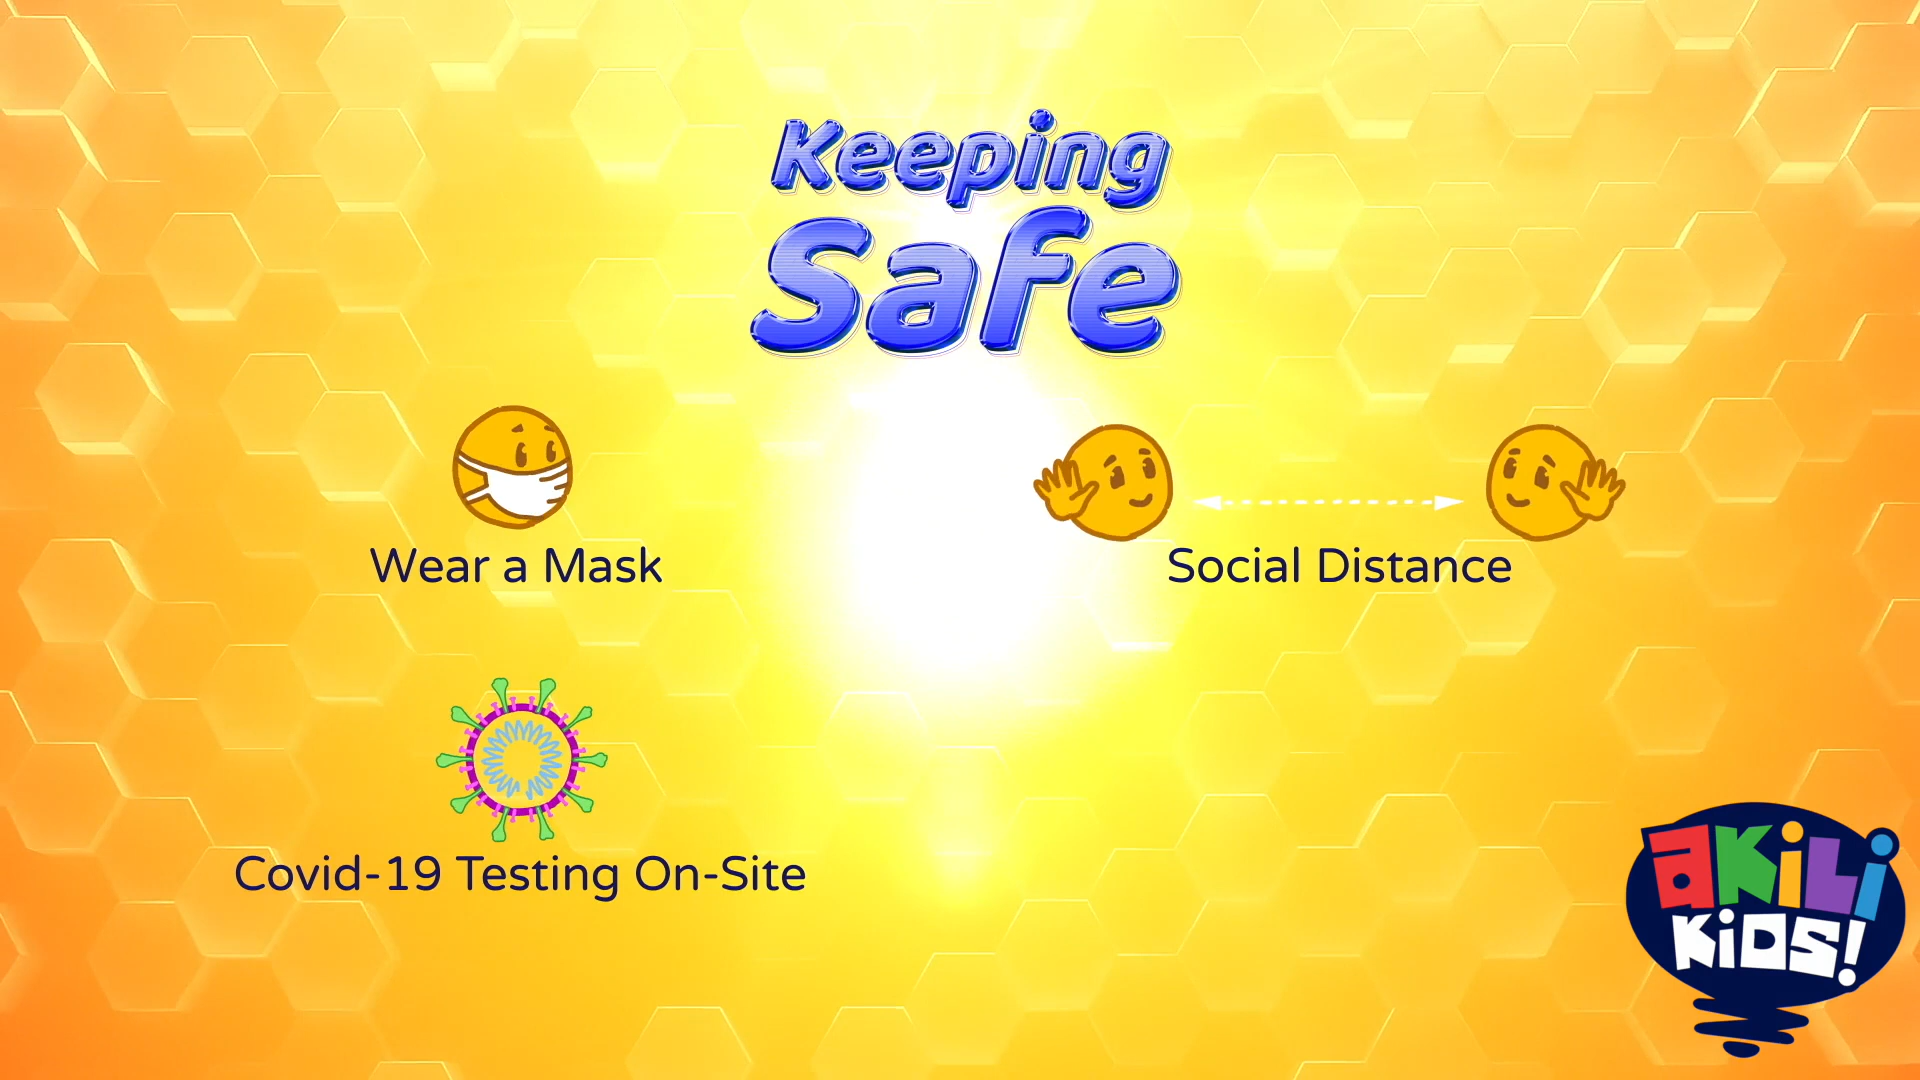 Keeping
Safe
Wear a Mask
Social Distance
Covid-19 Testing On-Site
aKiLi
KiDS!